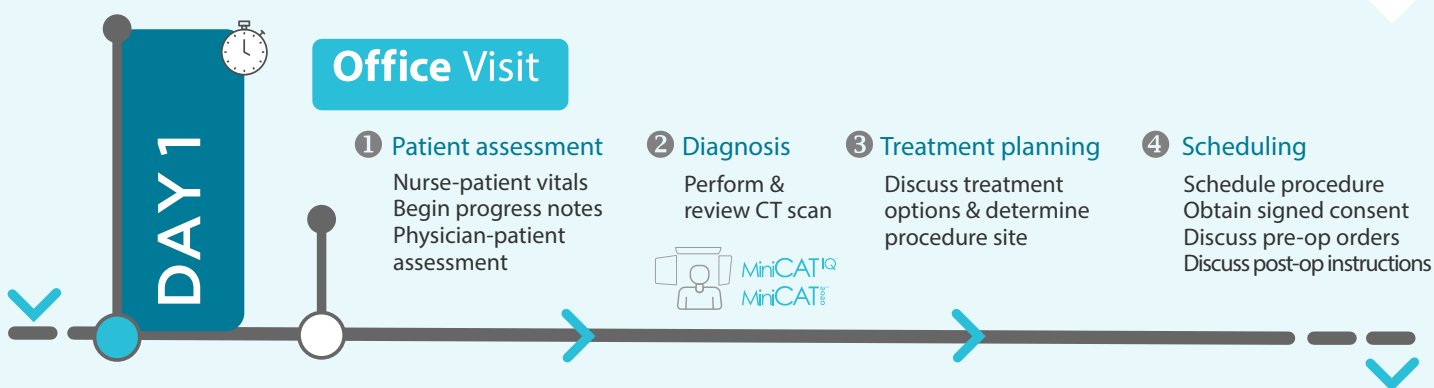 DAY 1
Office Visit
1 Patient assessment
Nurse-patient vitals
Begin progress notes
Physician-patient
assessment
2 Diagnosis
Perform &
review CT scan
MiniCAT IQ
MiniCAT 2020
3 Treatment planning
Discuss treatment
options & determine
procedure site
4 Scheduling
Schedule procedure
Obtain signed consent
Discuss pre-op orders
Discuss post-op instructions